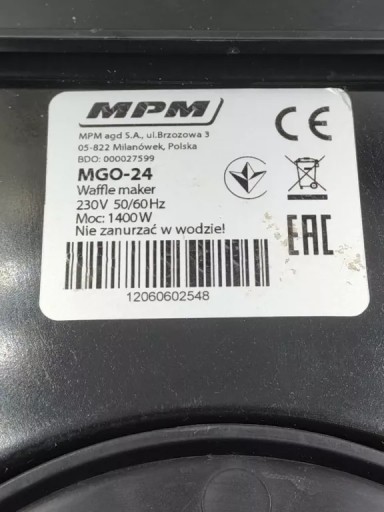 MPM
MPM agd S.A., ul.Brzozowa 3
05-822 Milanówek, Polska
BDO: 000027599
MGO-24
Waffle maker
230V 50/60Hz
Moc: 1400W
Nie zanurzać w wodzie!
12060602548
CE
EAC